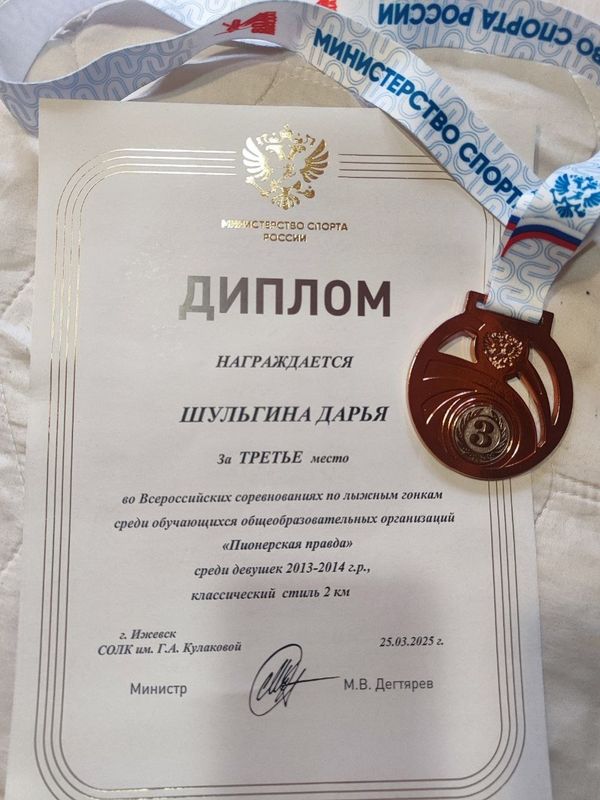 МИНИСТЕРСТВО СПОРТА
ВО СПОРТА РОССИИ
МИНИСТЕРСТВО СПОРТА
РОССИИ
ДИПЛОМ
НАГРАЖДАЕТСЯ
ШУЛЬГИНА ДАРЬЯ
За ТРЕТЬЕ место
во Всероссийских соревнованиях по лыжным гонкам
среди обучающихся общеобразовательных организаций
«Пионерская правда»
среди девушек 2013-2014 г.р.,
классический стиль 2 км
г. Ижевск
СОЛК им. Г.А. Кулаковой
25.03.2025 г.
Министр
М.В. Дегтярев
3